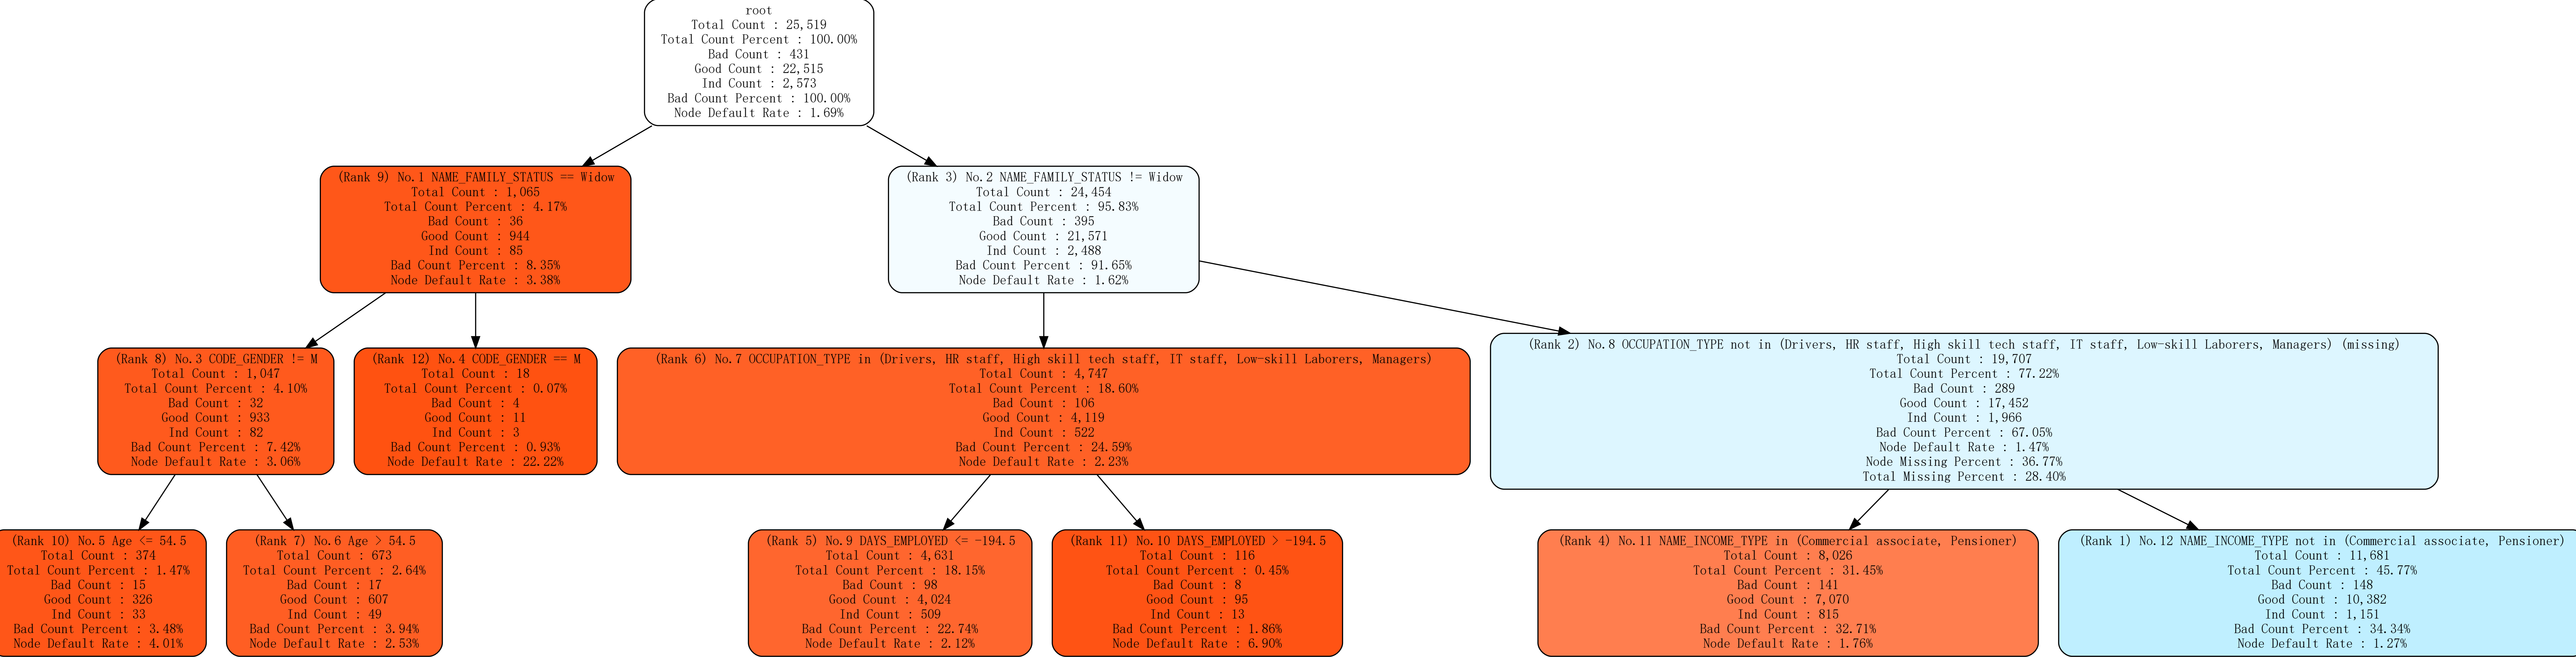 root
Total Count : 25,519
Total Count Percent : 100.00%
Bad Count : 431
Good Count : 22,515
Ind Count : 2,573
Bad Count Percent : 100.00%
Node Default Rate : 1.69%
(Rank 9) No.1 NAME_FAMILY_STATUS == Widow
Total Count : 1,065
Total Count Percent : 4.17%
Bad Count : 36
Good Count : 944
Ind Count : 85
Bad Count Percent : 8.35%
Node Default Rate : 3.38%
(Rank 3) No.2 NAME_FAMILY_STATUS != Widow
Total Count : 24,454
Total Count Percent : 95.83%
Bad Count : 395
Good Count : 21,571
Ind Count : 2,488
Bad Count Percent : 91.65%
Node Default Rate : 1.62%
(Rank 8) No.3 CODE_GENDER != M
Total Count : 1,047
Total Count Percent : 4.10%
Bad Count : 32
Good Count : 933
Ind Count : 82
Bad Count Percent : 7.42%
Node Default Rate : 3.06%
(Rank 12) No.4 CODE_GENDER == M
Total Count : 18
Total Count Percent : 0.07%
Bad Count : 4
Good Count : 11
Ind Count : 3
Bad Count Percent : 0.93%
Node Default Rate : 22.22%
(Rank 6) No.7 OCCUPATION_TYPE in (Drivers, HR staff, High skill tech staff, IT staff, Low-skill Laborers, Managers)
Total Count : 4,747
Total Count Percent : 18.60%
Bad Count : 106
Good Count : 4,119
Ind Count : 522
Bad Count Percent : 24.59%
Node Default Rate : 2.23%
(Rank 2) No.8 OCCUPATION_TYPE not in (Drivers, HR staff, High skill tech staff, IT staff, Low-skill Laborers, Managers) (missing)
Total Count : 19,707
Total Count Percent : 77.22%
Bad Count : 289
Good Count : 17,452
Ind Count : 1,966
Bad Count Percent : 67.05%
Node Default Rate : 1.47%
Node Missing Percent : 36.77%
Total Missing Percent : 28.40%
(Rank 10) No.5 Age <= 54.5
Total Count : 374
Total Count Percent : 1.47%
Bad Count : 15
Good Count : 326
Ind Count : 33
Bad Count Percent : 3.48%
Node Default Rate : 4.01%
(Rank 7) No.6 Age > 54.5
Total Count : 673
Total Count Percent : 2.64%
Bad Count : 17
Good Count : 607
Ind Count : 49
Bad Count Percent : 3.94%
Node Default Rate : 2.53%
(Rank 5) No.9 DAYS_EMPLOYED <= -194.5
Total Count : 4,631
Total Count Percent : 18.15%
Bad Count : 98
Good Count : 4,024
Ind Count : 509
Bad Count Percent : 22.74%
Node Default Rate : 2.12%
(Rank 11) No.10 DAYS_EMPLOYED > -194.5
Total Count : 116
Total Count Percent : 0.45%
Bad Count : 8
Good Count : 95
Ind Count : 13
Bad Count Percent : 1.86%
Node Default Rate : 6.90%
(Rank 4) No.11 NAME_INCOME_TYPE in (Commercial associate, Pensioner)
Total Count : 8,026
Total Count Percent : 31.45%
Bad Count : 141
Good Count : 7,070
Ind Count : 815
Bad Count Percent : 32.71%
Node Default Rate : 1.76%
(Rank 1) No.12 NAME_INCOME_TYPE not in (Commercial associate, Pensioner)
Total Count : 11,681
Total Count Percent : 45.77%
Bad Count : 148
Good Count : 10,382
Ind Count : 1,151
Bad Count Percent : 34.34%
Node Default Rate : 1.27%